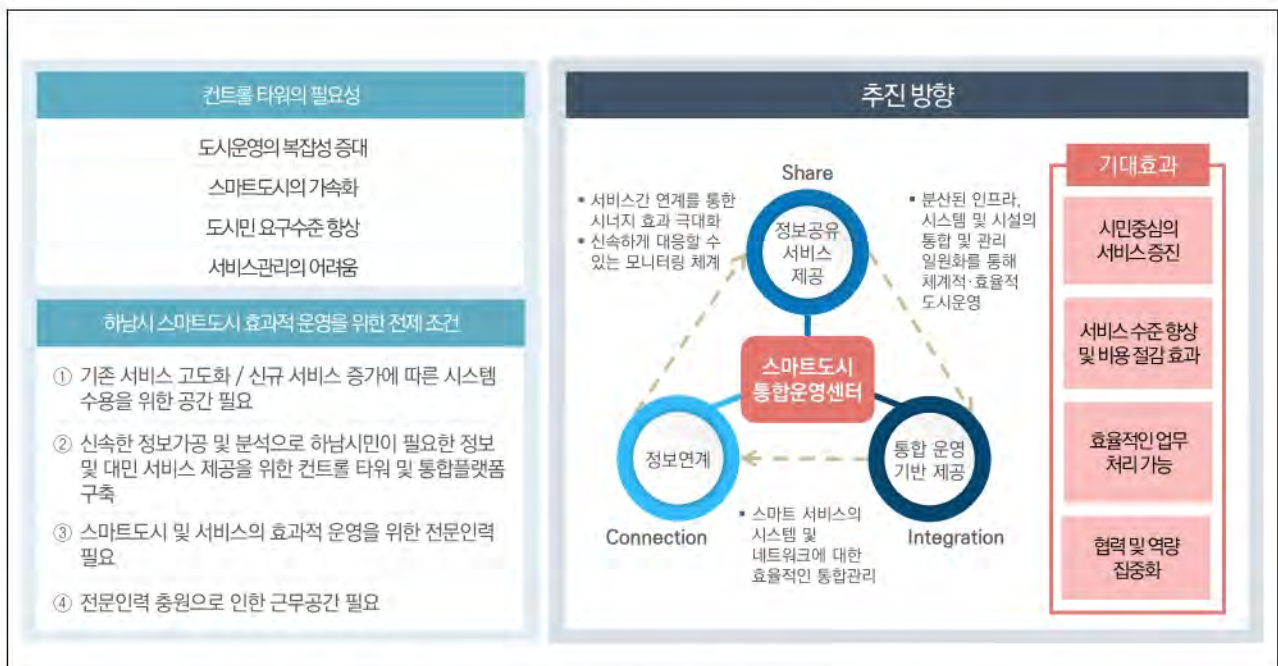 컨트롤 타워의 필요성
도시운영의 복잡성 증대
스마트도시의 가속화
도시민 요구수준 향상
서비스관리의 어려움
하남시 스마트도시 효과적 운영을 위한 전제 조건
① 기존 서비스 고도화 / 신규 서비스 증가에 따른 시스템
수용을 위한 공간 필요
② 신속한 정보가공 및 분석으로 하남시민이 필요한 정보
및 대민 서비스 제공을 위한 컨트롤 타워 및 통합플랫폼
구축
③ 스마트도시 및 서비스의 효과적 운영을 위한 전문인력
필요
④ 전문인력 충원으로 인한 근무공간 필요
추진 방향
Share
▪ 서비스간 연계를 통한
시너지 효과 극대화
▪ 신속하게 대응할 수
있는 모니터링 체계
정보공유
서비스
제공
▪ 분산된 인프라,
시스템 및 시설의
통합 및 관리
일원화를 통해
체계적·효율적
도시운영
스마트도시
통합운영센터
정보연계
Connection
통합 운영
기반 제공
Integration
▪ 스마트 서비스의
시스템 및
네트워크에 대한
효율적인 통합관리
기대효과
시민중심의
서비스 증진
서비스 수준 향상
및 비용 절감 효과
효율적인 업무
처리 가능
협력 및 역량
집중화